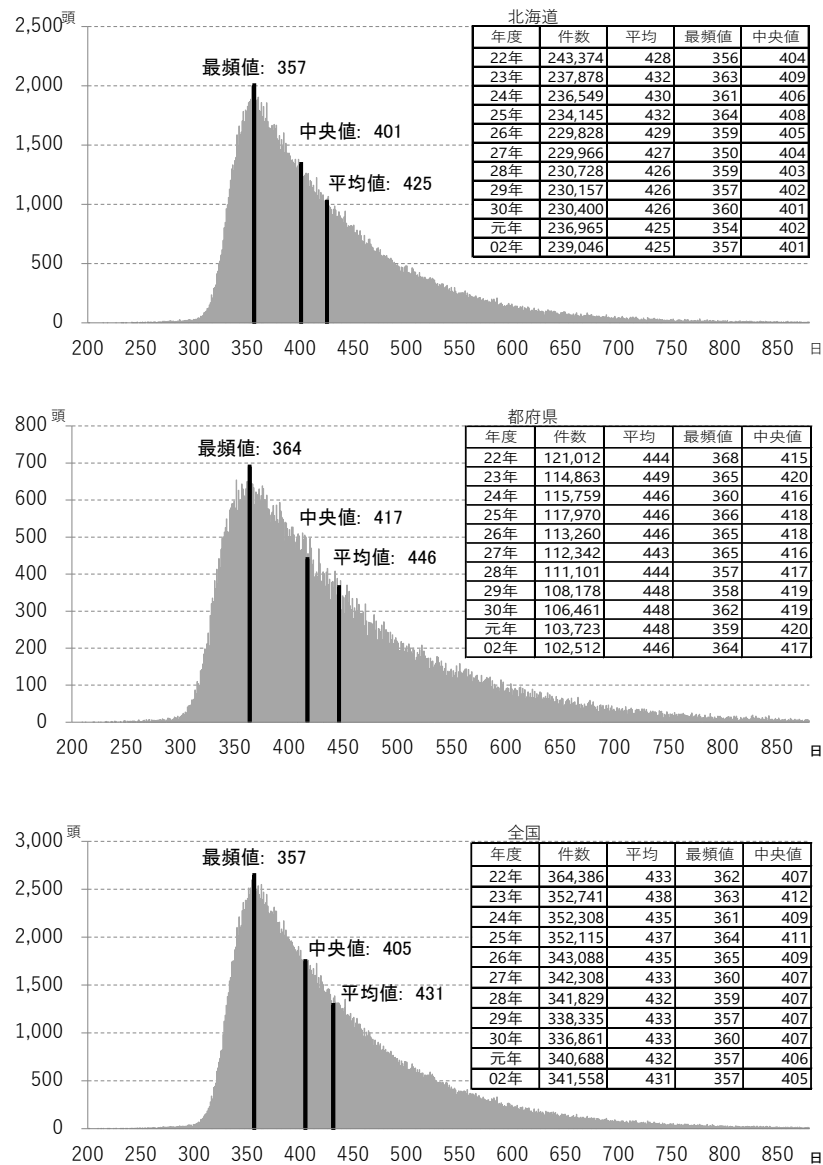 北海道
2,500頭
2,000
1,500
1,000
500
0
最頻値: 357
中央値: 401
平均値: 425
200 250 300 350 400 450 500 550 600 650 700 750 800 850 日
年度 件数 平均 最頻値 中央値
22年 243,374 428 356 404
23年 237,878 432 363 409
24年 236,549 430 361 406
25年 234,145 432 364 408
26年 229,828 429 359 405
27年 229,966 427 350 404
28年 230,728 426 359 403
29年 230,157 426 357 402
30年 230,400 426 360 401
元年 236,965 425 354 402
02年 239,046 425 357 401
都府県
800 頭
700
600
500
400
300
200
100
0
最頻値: 364
中央値: 417
平均値: 446
200 250 300 350 400 450 500 550 600 650 700 750 800 850 日
年度 件数 平均 最頻値 中央値
22年 121,012 444 368 415
23年 114,863 449 365 420
24年 115,759 446 360 416
25年 117,970 446 366 418
26年 113,260 446 365 418
27年 112,342 443 365 416
28年 111,101 444 357 417
29年 108,178 448 358 419
30年 106,461 448 362 419
元年 103,723 448 359 420
02年 102,512 446 364 417
全国
3,000 頭
2,500
2,000
1,500
1,000
500
0
最頻値: 357
中央値: 405
平均値: 431
200 250 300 350 400 450 500 550 600 650 700 750 800 850 日
年度 件数 平均 最頻値 中央値
22年 364,386 433 362 407
23年 352,741 438 363 412
24年 352,308 435 361 409
25年 352,115 437 364 411
26年 343,088 435 365 409
27年 342,308 433 360 407
28年 341,829 432 359 407
29年 338,335 433 357 407
30年 336,861 433 360 407
元年 340,688 432 357 406
02年 341,558 431 357 405